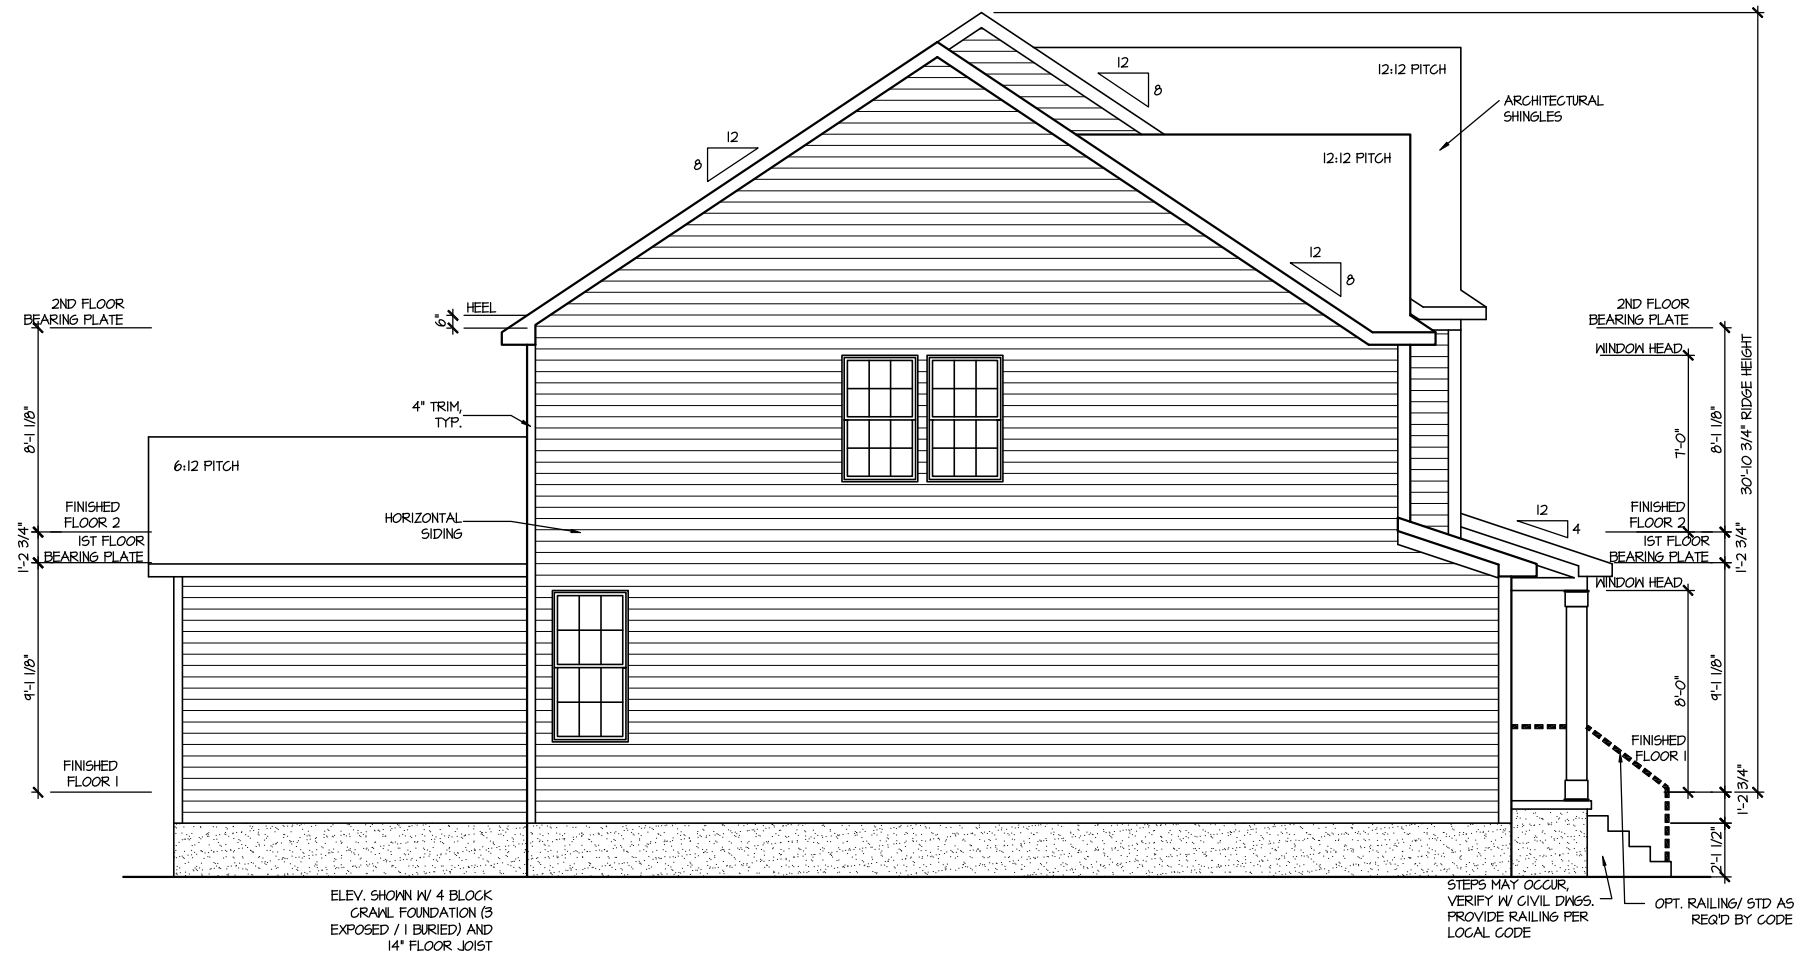 12
8
12:12 PITCH
ARCHITECTURAL
SHINGLES
12
8
12:12 PITCH
12
8
2ND FLOOR
BEARING PLATE
HEEL
6"
2ND FLOOR
BEARING PLATE
WINDOW HEAD
30'-10 3/4" RIDGE HEIGHT
4" TRIM,
TYP.
8'-1 1/8"
7'-0"
8'-1 1/8"
6:12 PITCH
FINISHED
FLOOR 2
HORIZONTAL
SIDING
12
4
FINISHED
FLOOR 2
1'-2 3/4"
1ST FLOOR
BEARING PLATE
1ST FLOOR
BEARING PLATE
1'-2 3/4"
WINDOW HEAD
9'-1 1/8"
8'-0"
9'-1 1/8"
FINISHED
FLOOR 1
FINISHED
FLOOR 1
1'-2 3/4"
2'-1 1/2"
ELEV. SHOWN W/ 4 BLOCK
CRAWL FOUNDATION (3
EXPOSED / 1 BURIED) AND
14" FLOOR JOIST
STEPS MAY OCCUR,
VERIFY W/ CIVIL DWGS.
PROVIDE RAILING PER
LOCAL CODE
OPT. RAILING/ STD AS
REQ'D BY CODE